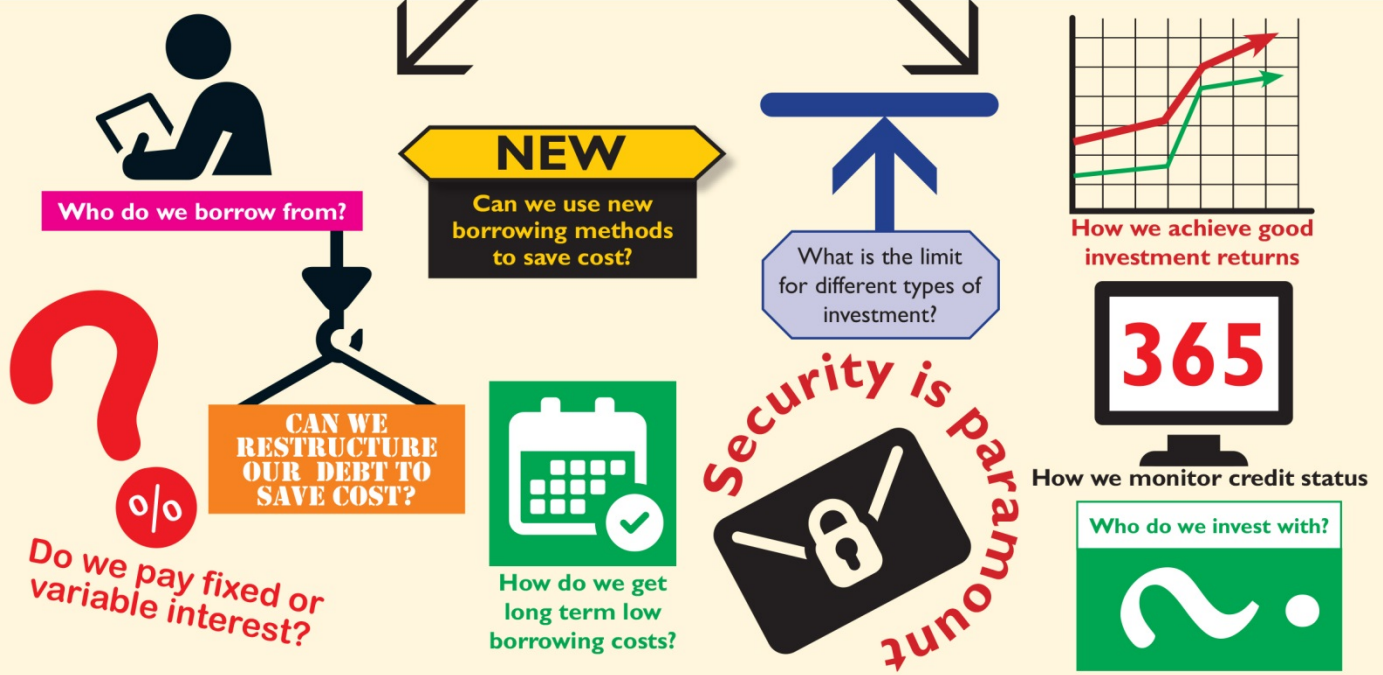 Who do we borrow from?
NEW
Can we use new
borrowing methods
to save cost?
What is the limit
for different types of
investment?
How we achieve good
investment returns
365
How we monitor credit status
CAN WE
RESTRUCTURE
OUR DEBT TO
SAVE COST?
%
Do we pay fixed or
variable interest?
How do we get
long term low
borrowing costs?
Security is paramount
Who do we invest with?